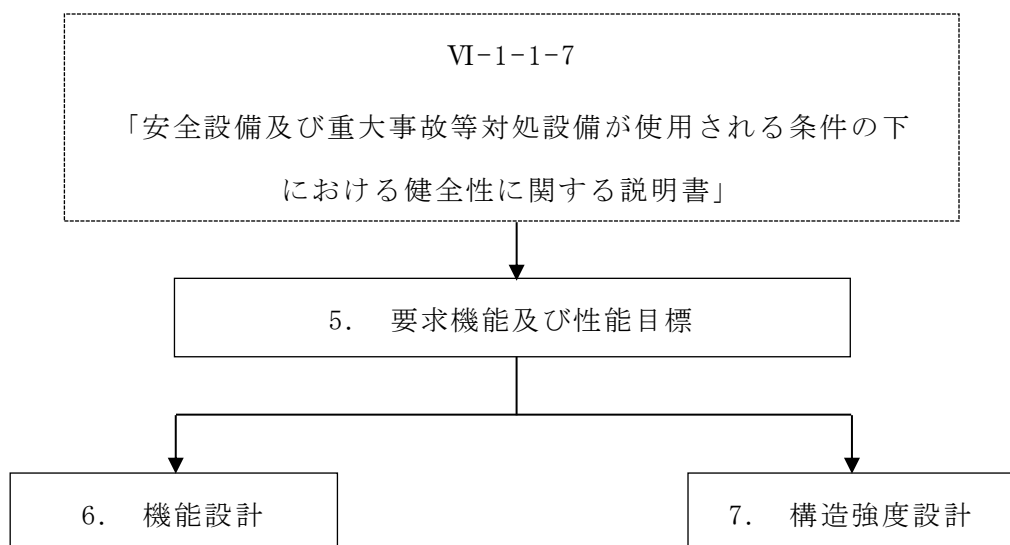 Ⅵ-1-1-7
「安全設備及び重大事故等対処設備が使用される条件の下
における健全性に関する説明書」
5. 要求機能及び性能目標
6. 機能設計
7. 構造強度設計